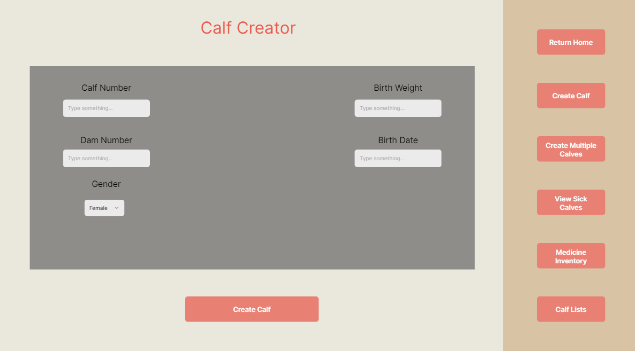 Calf Creator
Calf Number
Type something...
Birth Weight
Type something...
Dam Number
Type something...
Birth Date
Type something...
Gender
Female
Create Calf
Return Home
Create Calf
Create Multiple
Calves
View Sick
Calves
Medicine
Inventory
Calf Lists